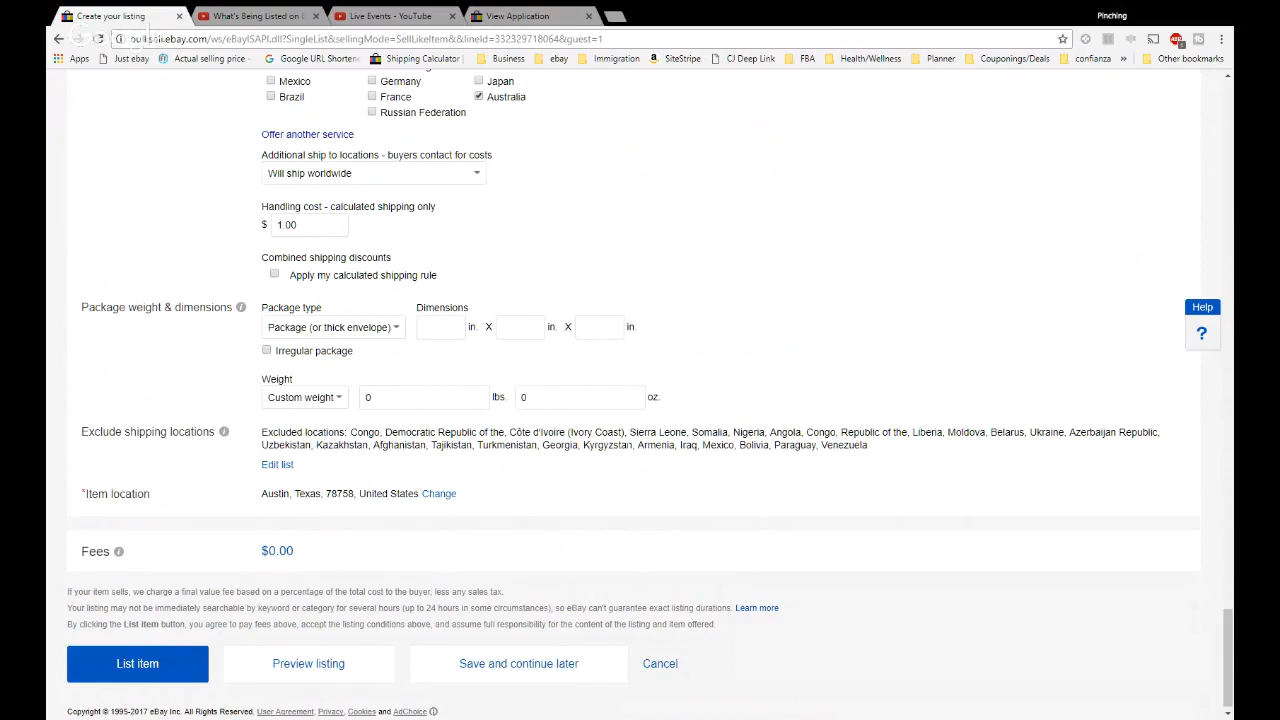 Create your listing
What's Being Listed on
Live Events - YouTube
View Application
Pinching
.ebay.com/ws/eBayISAPI.dll?SingleList&sellingMode=SellLikeItem&&lineId=332329718064&guest=1
Apps
Just ebay
Actual selling price
Google URL Shorten
Shipping Calculator
Business
ebay
Immigration
SiteStripe
CJ Deep Link
FBA
Health/Wellness
Planner
Couponings/Deals
confianza
»
Other bookmarks
Mexico Germany Japan
Brazil France Australia
Russian Federation
Offer another service
Additional ship to locations - buyers contact for costs
Will ship worldwide
Handling cost - calculated shipping only
$ 1.00
Combined shipping discounts
Apply my calculated shipping rule
Package weight & dimensions Package type Dimensions
Package (or thick envelope) in. X in. X in.
Irregular package
Help
?
Weight
Custom weight 0 lbs. 0 oz.
Exclude shipping locations Excluded locations: Congo, Democratic Republic of the, Côte d'Ivoire (Ivory Coast), Sierra Leone, Somalia, Nigeria, Angola, Congo, Republic of the, Liberia, Moldova, Belarus, Ukraine, Azerbaijan Republic,
Uzbekistan, Kazakhstan, Afghanistan, Tajikistan, Turkmenistan, Georgia, Kyrgyzstan, Armenia, Iraq, Mexico, Bolivia, Paraguay, Venezuela
Edit list
*Item location Austin, Texas, 78758, United States Change
Fees $0.00
If your item sells, we charge a final value fee based on a percentage of the total cost to the buyer, less any sales tax.
Your listing may not be immediately searchable by keyword or category for several hours (up to 24 hours in some circumstances), so eBay can't guarantee exact listing durations. Learn more
By clicking the List item button, you agree to pay fees above, accept the listing conditions above, and assume full responsibility for the content of the listing and item offered.
List item Preview listing Save and continue later Cancel
Copyright © 1995-2017 eBay Inc. All Rights Reserved. User Agreement, Privacy, Cookies and AdChoice